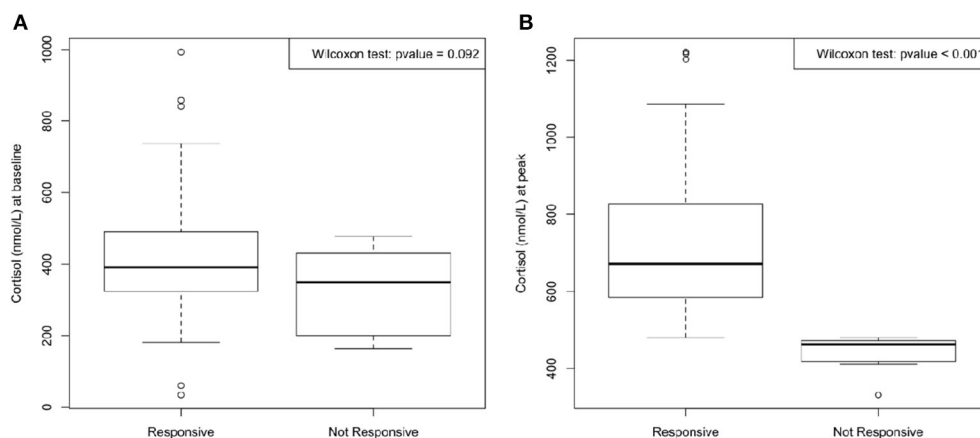 A
Wilcoxon test: pvalue = 0.092
Cortisol (nmol/L) at baseline
0
200
400
600
800
1000
Responsive Not Responsive
B
Wilcoxon test: pvalue < 0.001
Cortisol (nmol/L) at peak
400
600
800
1000
1200
Responsive Not Responsive